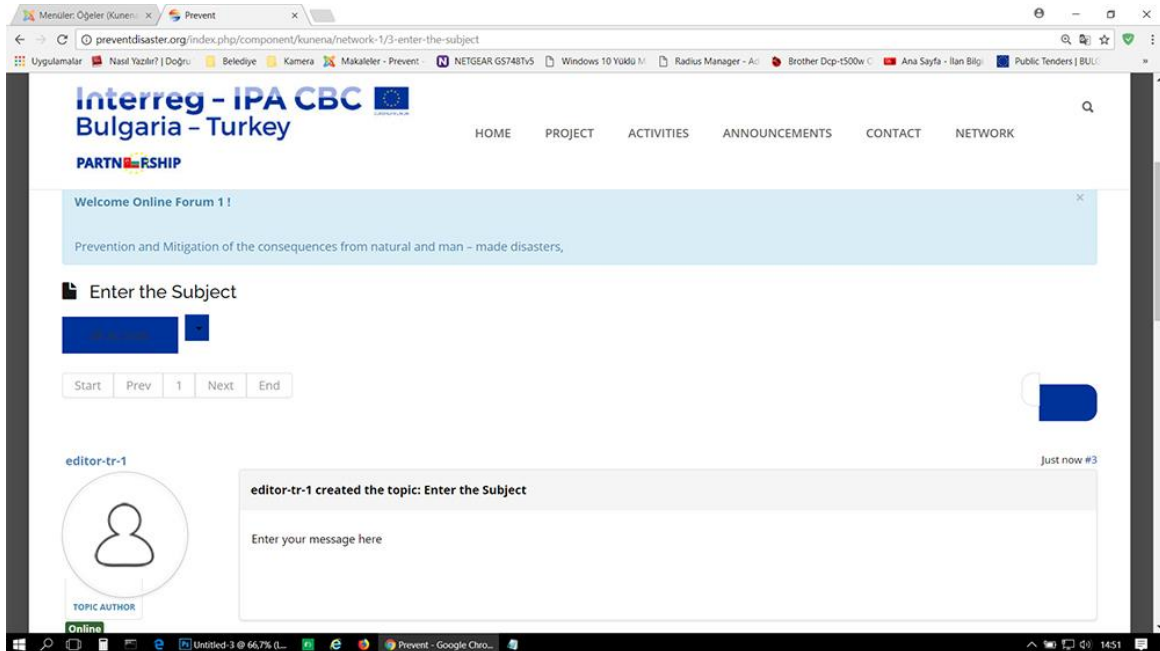 Menüler: Öğeler (Kunena
Prevent
preventdisaster.org/index.php/component/kunena/network-1/3-enter-the-subject
Uygulamalar
Nasıl Yazılır? | Doğru
Belediye
Kamera
Makaleler - Prevent -
NETGEAR GS748Tv5
Windows 10 Yüklü M
Radius Manager - Ad
Brother Dcp-t500w C
Ana Sayfa - İlan Bilgi
Public Tenders | BULG
Interreg - IPA CBC
Bulgaria – Turkey
PARTNERSHIP
HOME PROJECT ACTIVITIES ANNOUNCEMENTS CONTACT NETWORK
Welcome Online Forum 1 !
Prevention and Mitigation of the consequences from natural and man – made disasters,
Enter the Subject
Start Prev 1 Next End
editor-tr-1
Just now #3
editor-tr-1 created the topic: Enter the Subject
Enter your message here
TOPIC AUTHOR
Online
Untitled-3 @ 66,7% (L...
Prevent - Google Chro...
14:51